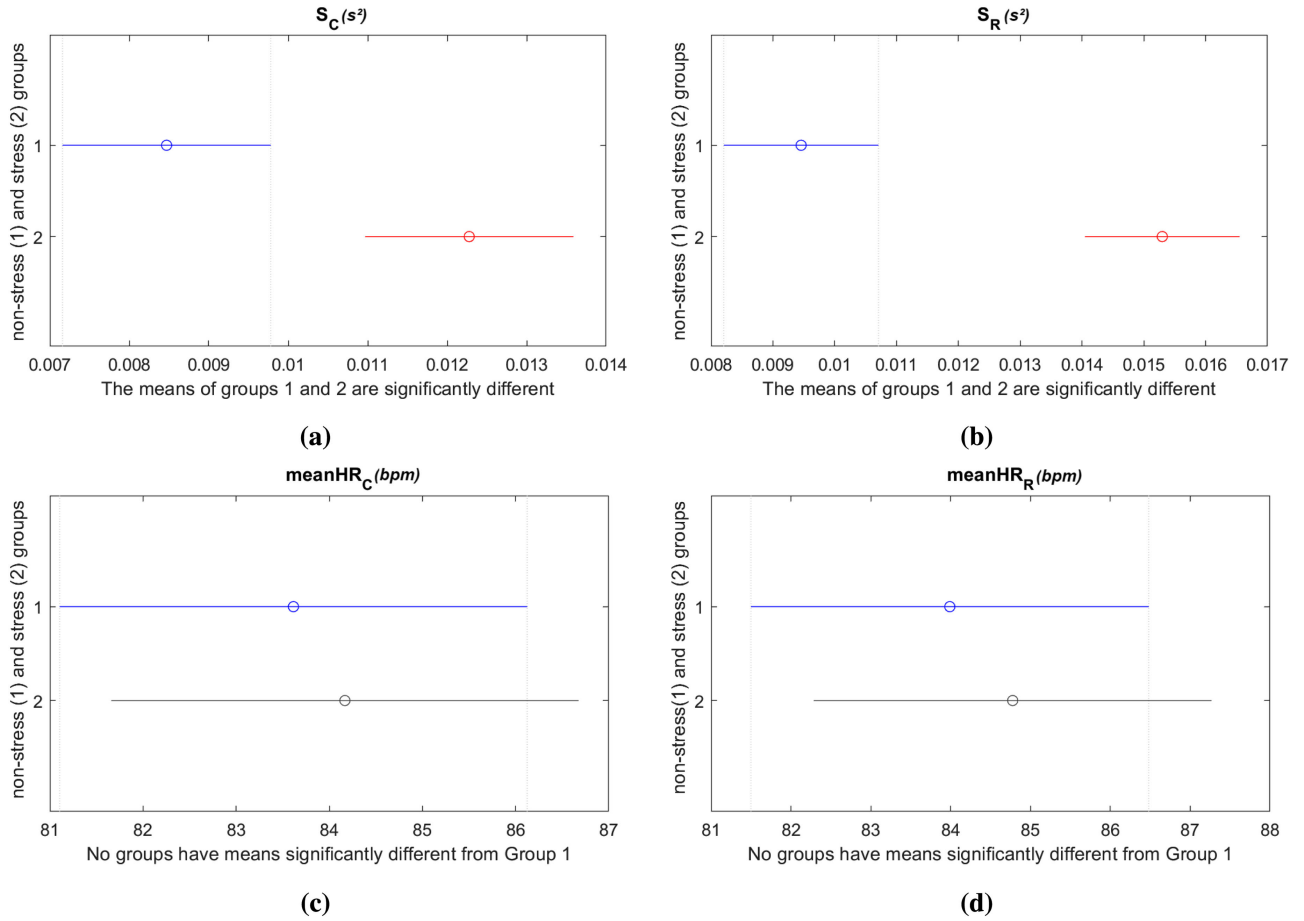 S_C (s²)
non-stress (1) and stress (2) groups
1
2
0.007 0.008 0.009 0.01 0.011 0.012 0.013 0.014
The means of groups 1 and 2 are significantly different
(a)
S_R (s²)
non-stress (1) and stress (2) groups
1
2
0.008 0.009 0.01 0.011 0.012 0.013 0.014 0.015 0.016 0.017
The means of groups 1 and 2 are significantly different
(b)
meanHR_C (bpm)
non-stress (1) and stress (2) groups
1
2
81 82 83 84 85 86 87
No groups have means significantly different from Group 1
(c)
meanHR_R (bpm)
non-stress(1) and stress (2) groups
1
2
81 82 83 84 85 86 87 88
No groups have means significantly different from Group 1
(d)